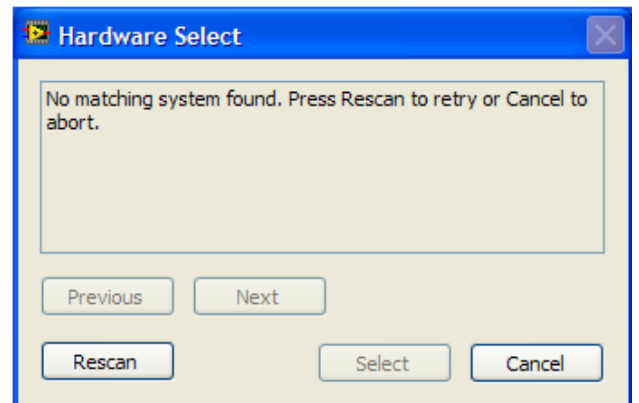 Hardware Select
No matching system found. Press Rescan to retry or Cancel to
abort.
Previous Next
Rescan Select Cancel